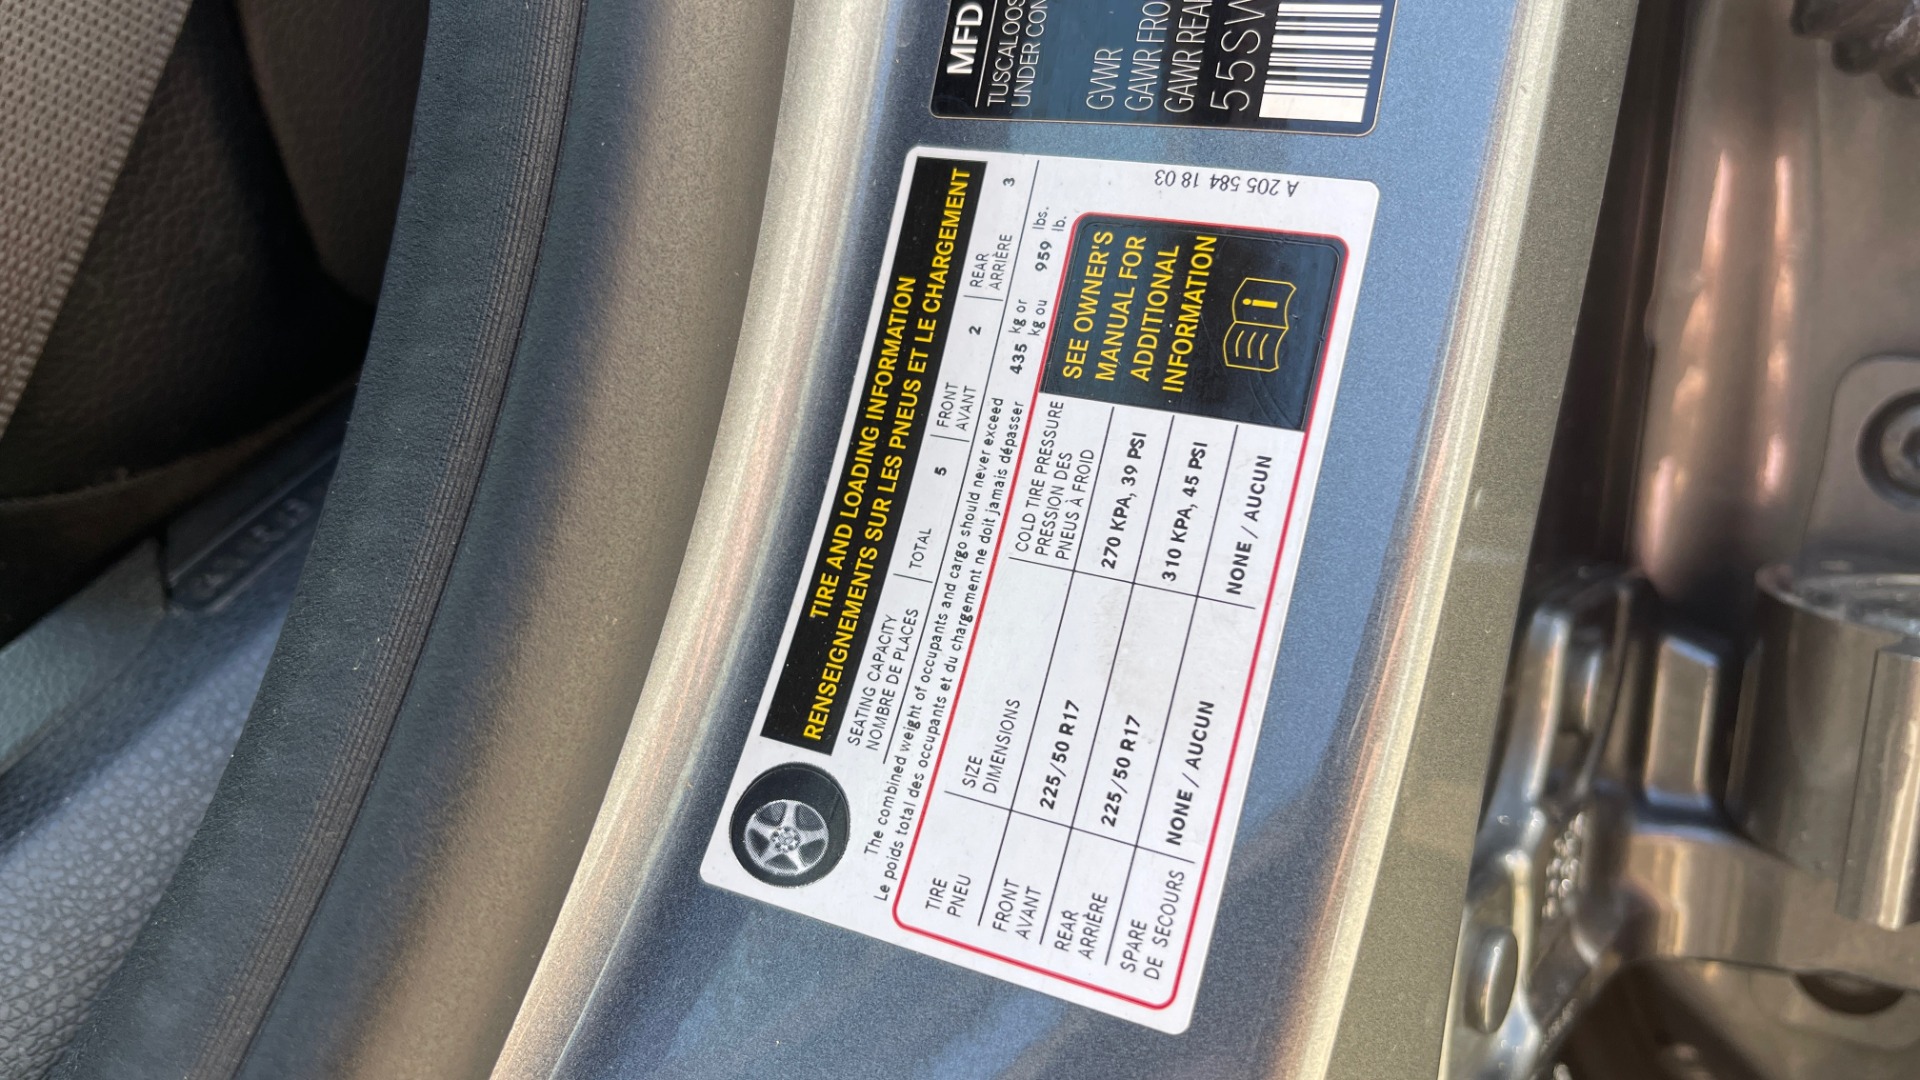 TIRE AND LOADING INFORMATION
RENSEIGNEMENTS SUR LES PNEUS ET LE CHARGEMENT
SEATING CAPACITY
NOMBRE DE PLACES
TOTAL 5
FRONT
AVANT
2
REAR
ARRIÈRE
3
The combined weight of occupants and cargo should never exceed 435 kg or 959 lbs.
Le poids total des occupants et du chargement ne doit jamais dépasser kg ou lb.
TIRE
PNEU
SIZE
DIMENSIONS
COLD TIRE PRESSURE
PRESSION DES
PNEUS À FROID
FRONT
AVANT
225/50 R17
270 KPA, 39 PSI
REAR
ARRIÈRE
225/50 R17
310 KPA, 45 PSI
SPARE
DE SECOURS
NONE / AUCUN
NONE / AUCUN
SEE OWNER'S
MANUAL FOR
ADDITIONAL
INFORMATION
A 205 584 18 03
MFD
TUSCALOOS
UNDER CON
GVWR
GAWR FRO
GAWR REA
55SW